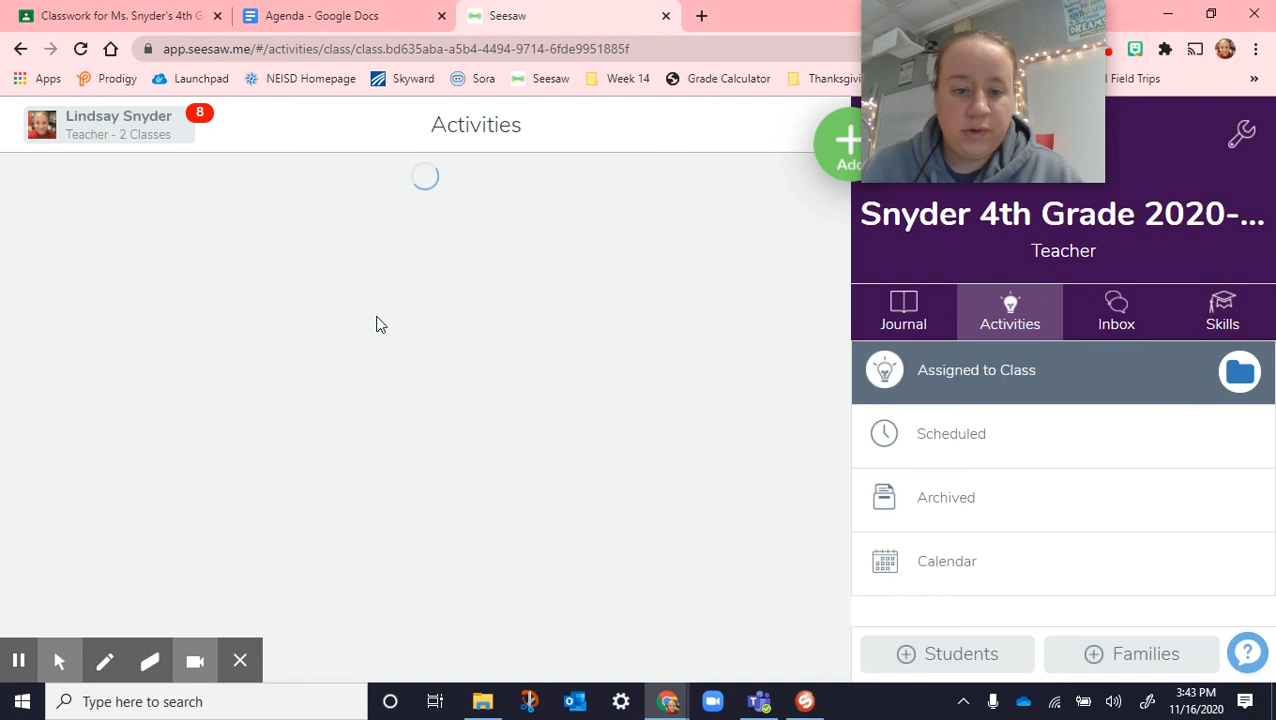 Classwork for Ms. Snyder's 4th G
Agenda - Google Docs
Seesaw
app.seesaw.me/#/activities/class/class.bd635aba-a5b4-4494-9714-6fde9951885f
Apps
Prodigy
Launchpad
NEISD Homepage
Skyward
Sora
Seesaw
Week 14
Grade Calculator
Thanksgivi
l Field Trips
»
DREAMS
Lindsay Snyder
8
Teacher - 2 Classes
Activities
Add
Snyder 4th Grade 2020-...
Teacher
Journal
Activities
Inbox
Skills
Assigned to Class
Scheduled
Archived
Calendar
Students
Families
Type here to search
3:43 PM
11/16/2020